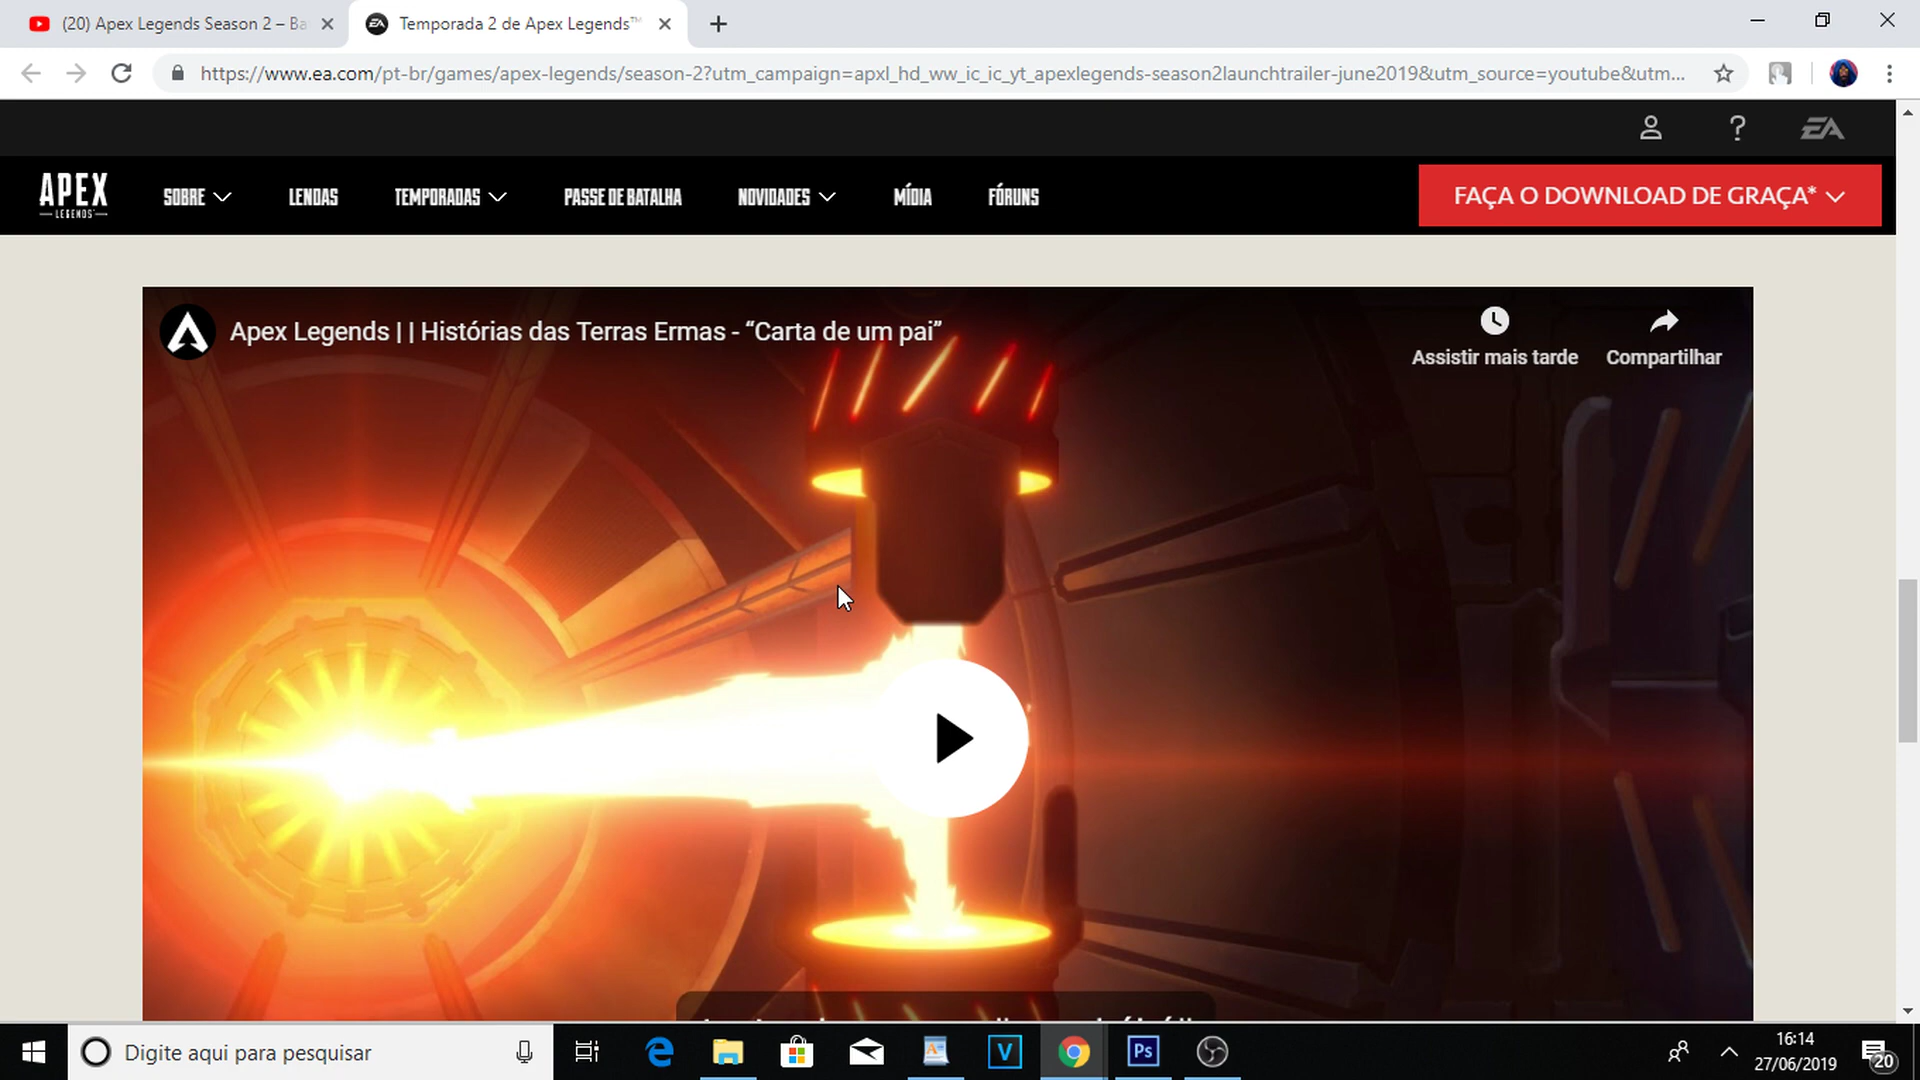 (20) Apex Legends Season 2 – Ba
Temporada 2 de Apex Legends™
https://www.ea.com/pt-br/games/apex-legends/season-2?utm_campaign=apxl_hd_ww_ic_ic_yt_apexlegends-season2launchtrailer-june2019&utm_source=youtube&utm...
APEX
LEGENDS
SOBRE
LENDAS
TEMPORADAS
PASSE DE BATALHA
NOVIDADES
MÍDIA
FÓRUNS
FAÇA O DOWNLOAD DE GRAÇA*
Apex Legends | | Histórias das Terras Ermas - “Carta de um pai”
Assistir mais tarde
Compartilhar
Digite aqui para pesquisar
16:14
27/06/2019
20